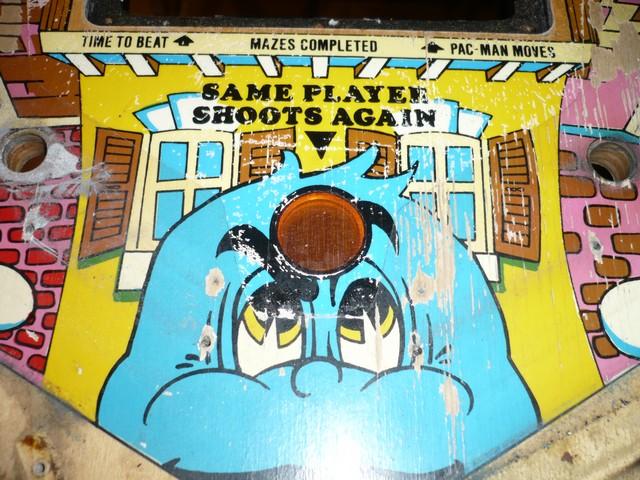 TIME TO BEAT MAZES COMPLETED PAC-MAN MOVES
SAME PLAYER
SHOOTS AGAIN